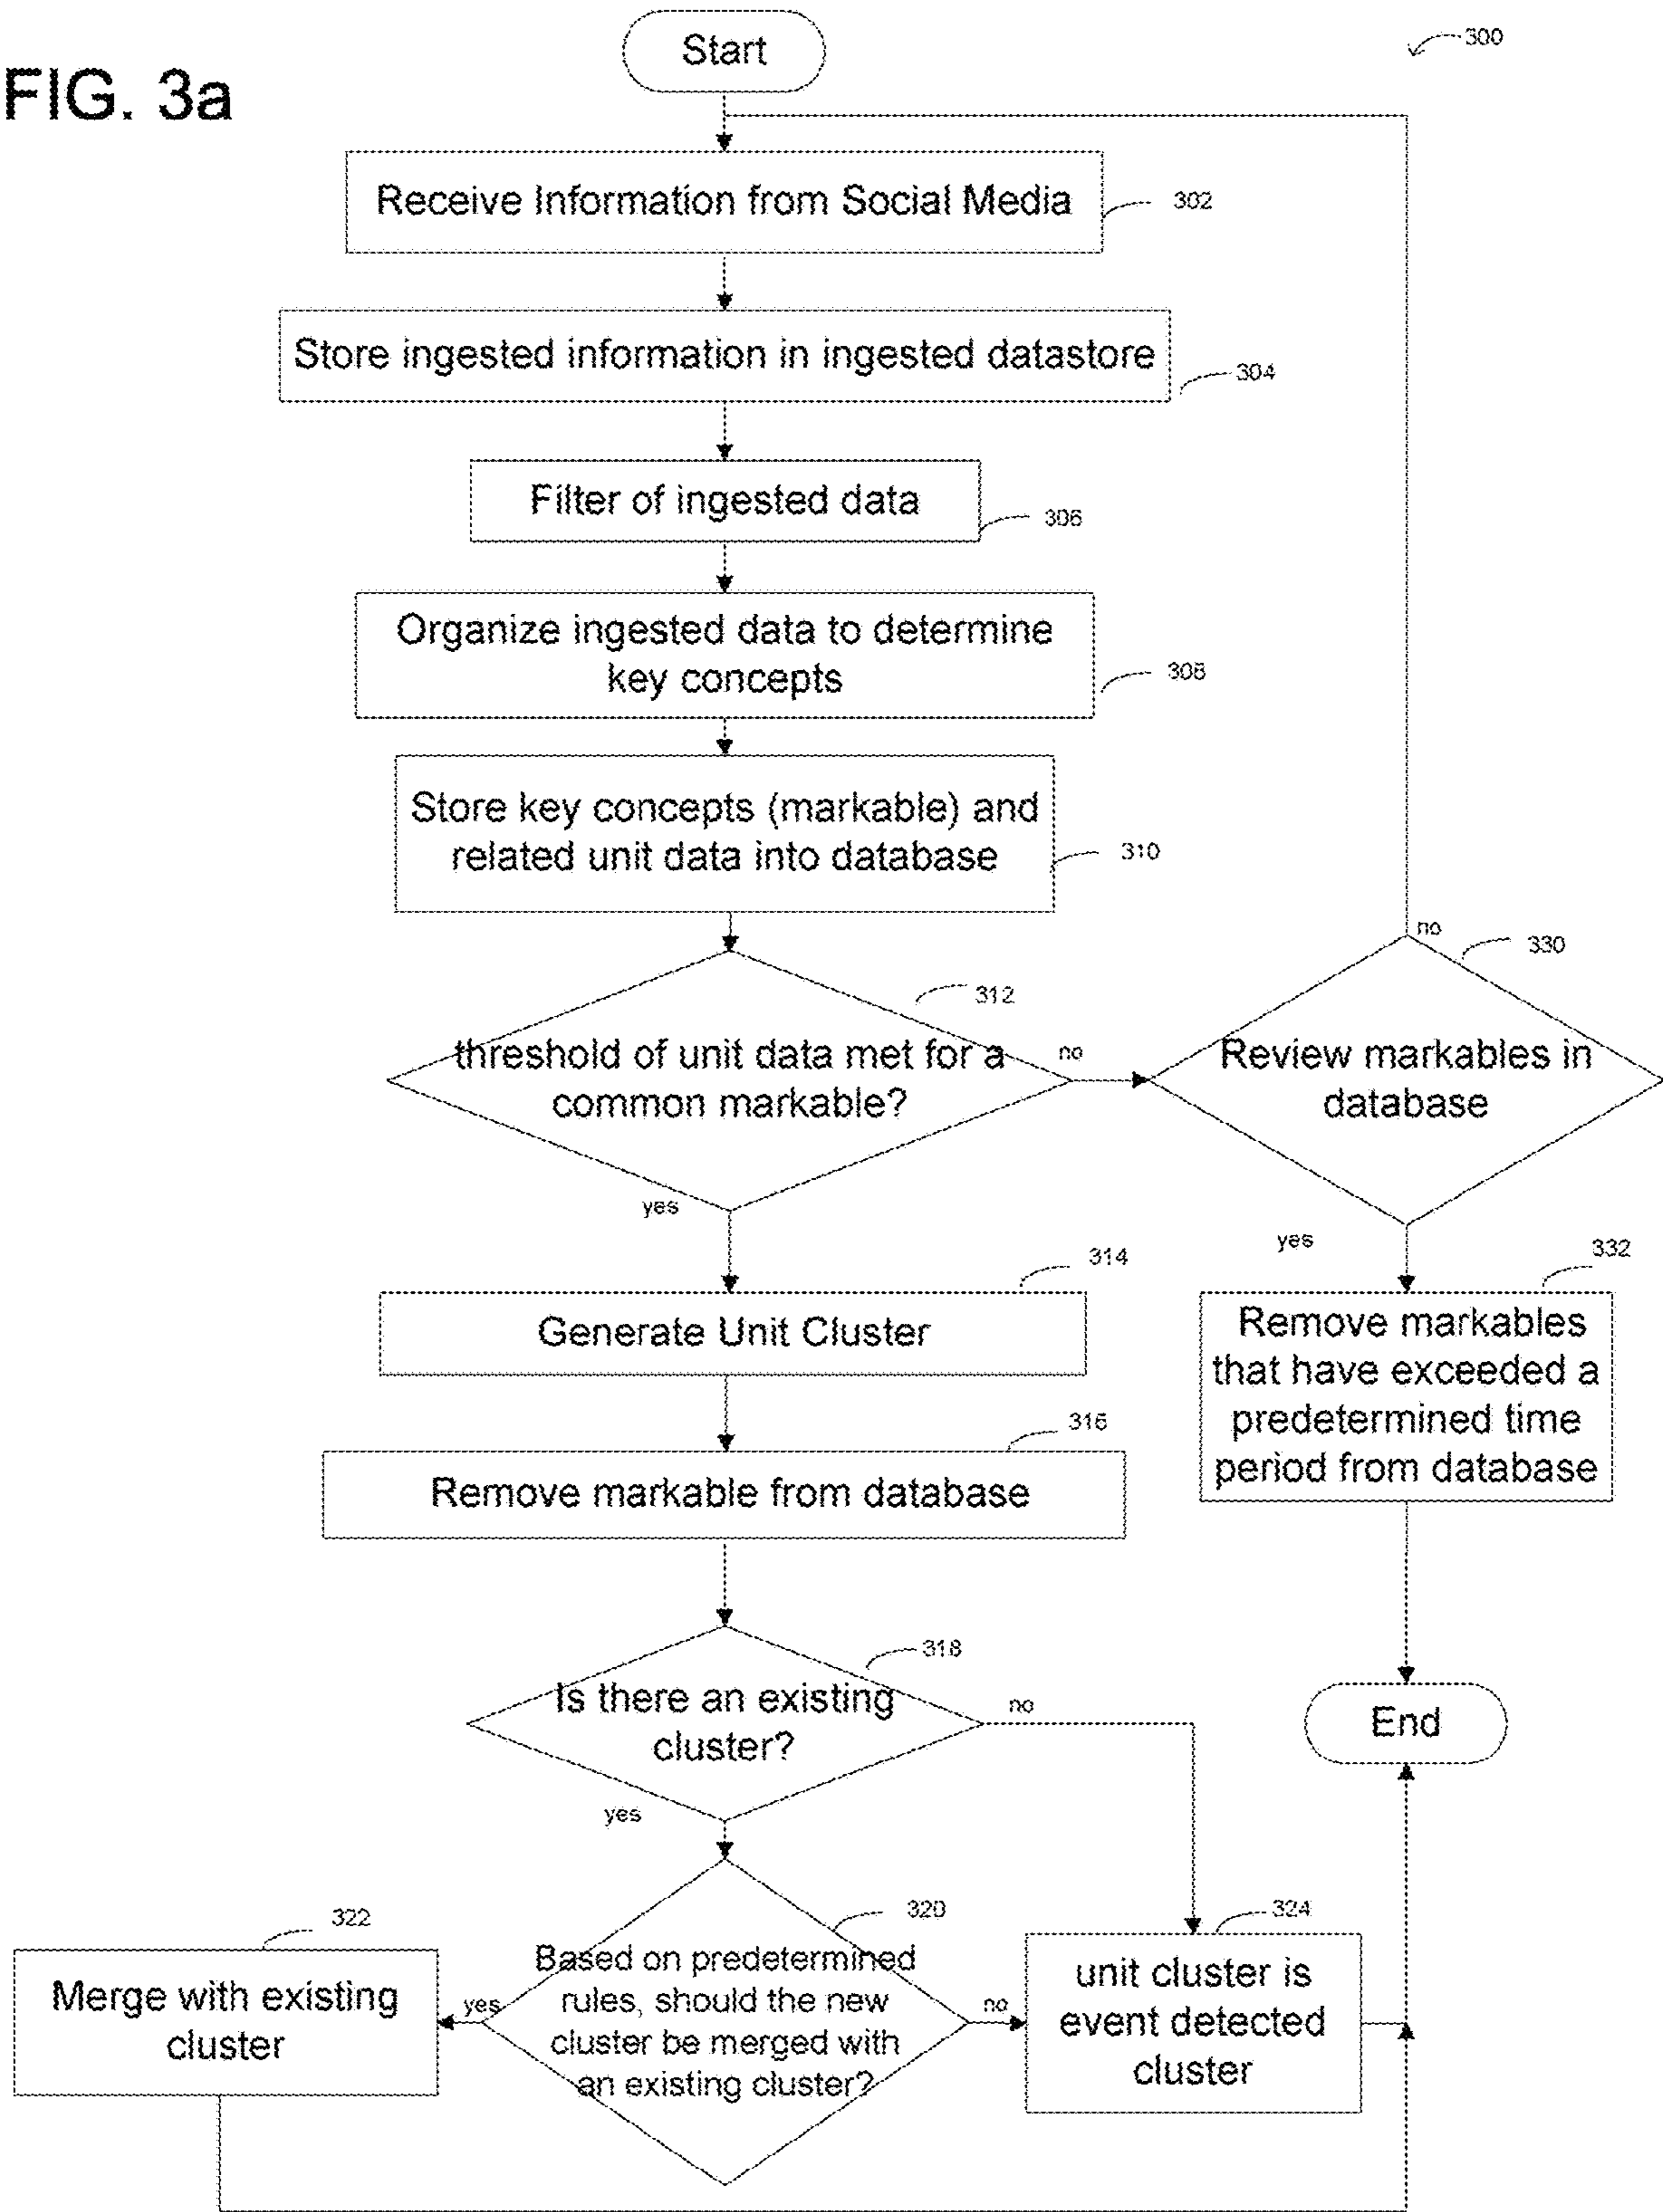 FIG. 3a
Start
300
Receive Information from Social Media
302
Store ingested information in ingested datastore
304
Filter of ingested data
306
Organize ingested data to determine
key concepts
308
Store key concepts (markable) and
related unit data into database
310
no
330
312
threshold of unit data met for a
common markable?
no
Review markables in
database
yes
yes
314
332
Generate Unit Cluster
Remove markables
that have exceeded a
predetermined time
period from database
316
Remove markable from database
318
Is there an existing
cluster?
no
End
yes
322
320
324
Merge with existing
cluster
yes
Based on predetermined
rules, should the new
cluster be merged with
an existing cluster?
no
unit cluster is
event detected
cluster